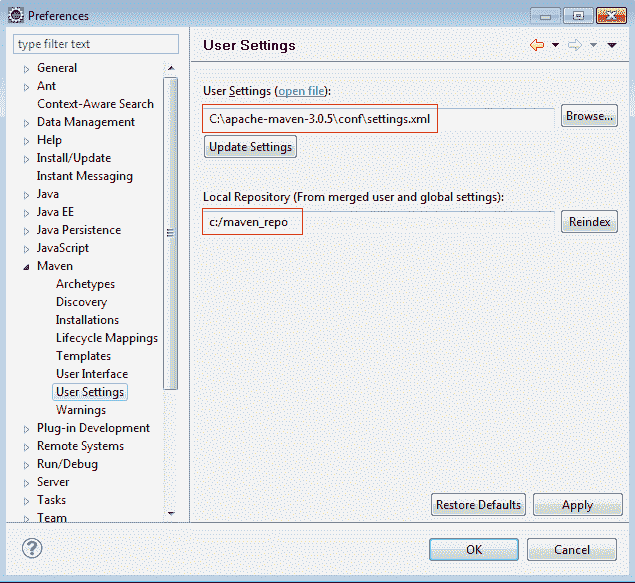 Preferences
type filter text
General
Ant
Context-Aware Search
Data Management
Help
Install/Update
Instant Messaging
Java
Java EE
Java Persistence
JavaScript
Maven
Archetypes
Discovery
Installations
Lifecycle Mappings
Templates
User Interface
User Settings
Warnings
Plug-in Development
Remote Systems
Run/Debug
Server
Tasks
Team
User Settings
User Settings (open file):
C:\apache-maven-3.0.5\conf\settings.xml
Browse...
Update Settings
Local Repository (From merged user and global settings):
c:/maven_repo
Reindex
Restore Defaults
Apply
?
OK
Cancel